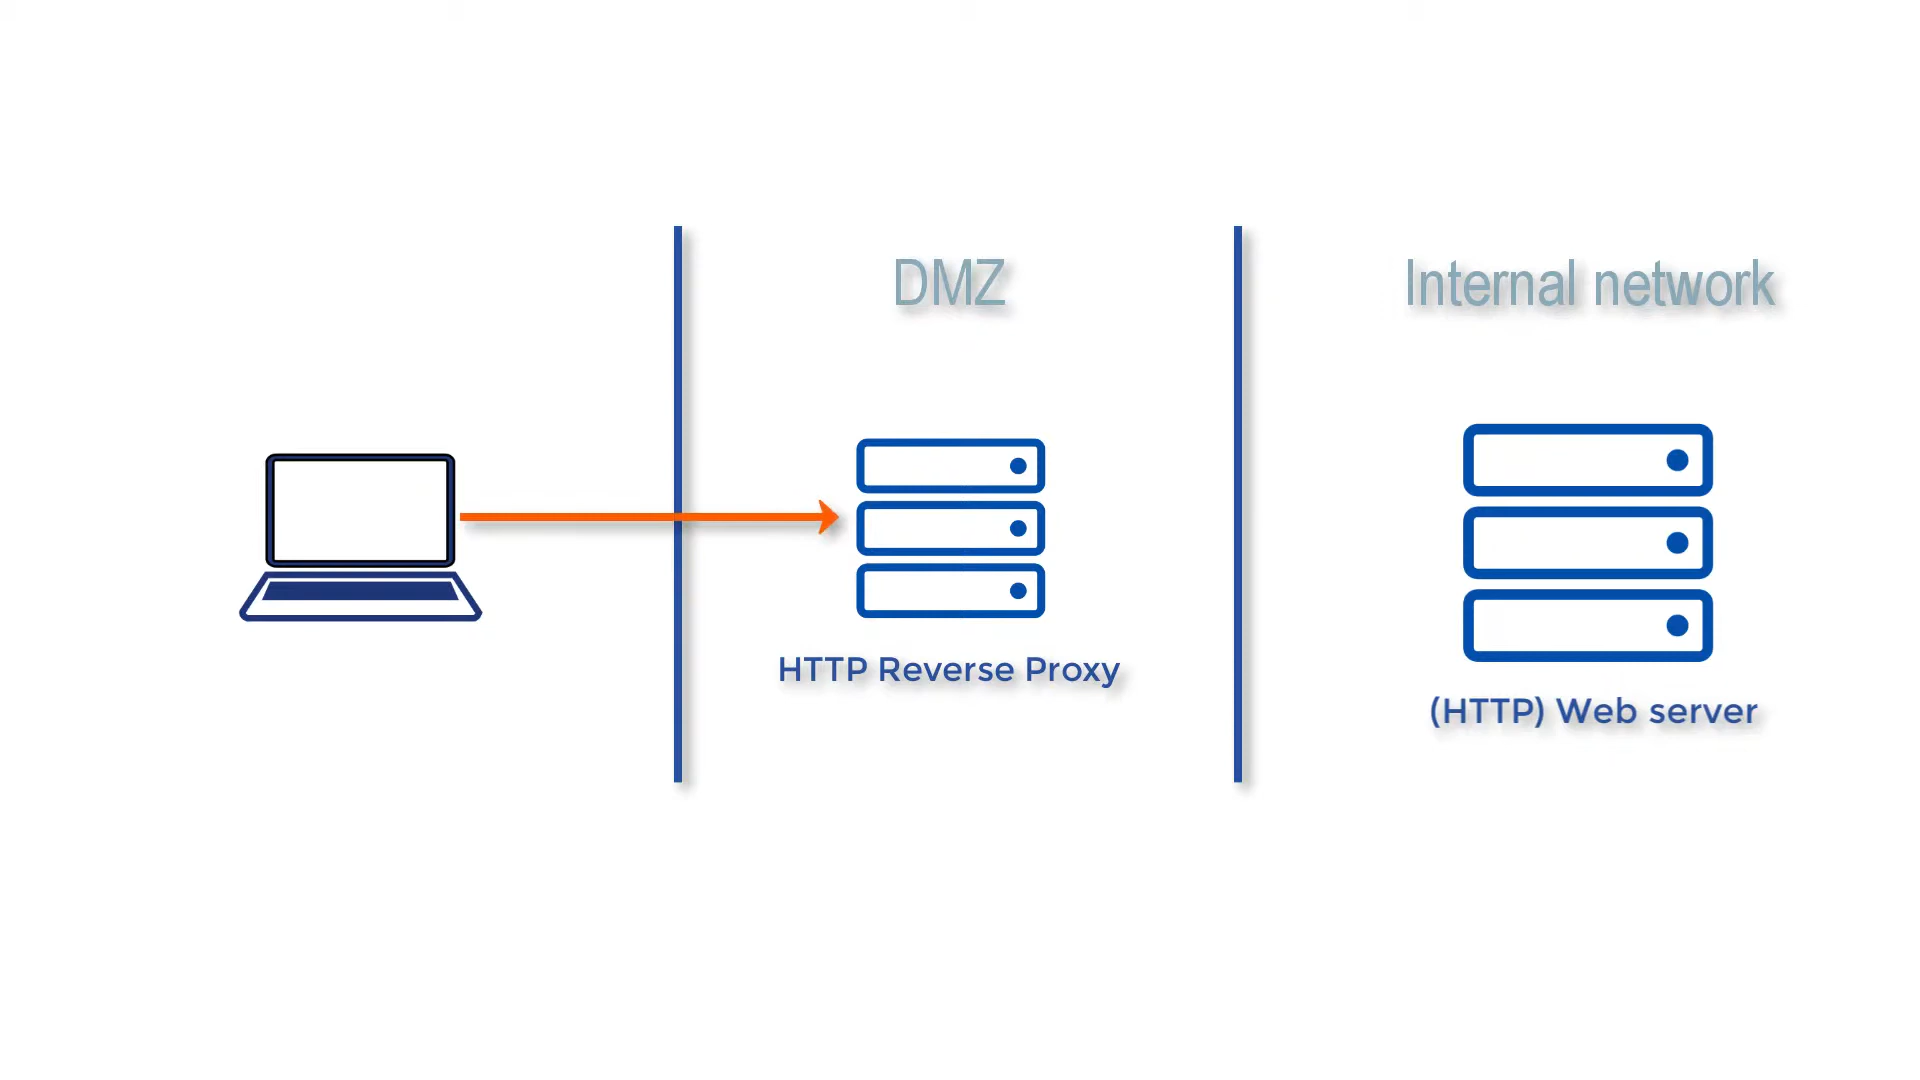 DMZ
Internal network
HTTP Reverse Proxy
(HTTP) Web server